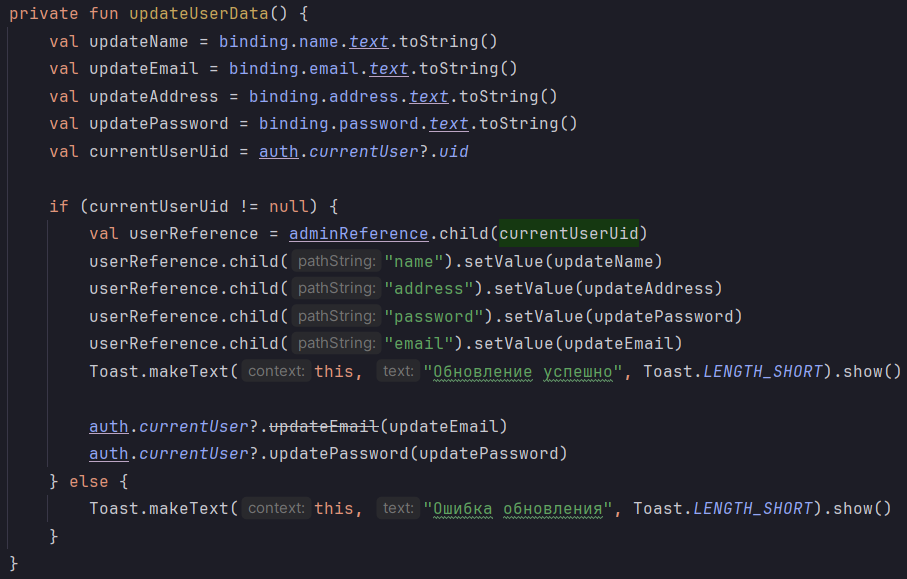 private fun updateUserData() {
    val updateName = binding.name.text.toString()
    val updateEmail = binding.email.text.toString()
    val updateAddress = binding.address.text.toString()
    val updatePassword = binding.password.text.toString()
    val currentUserUid = auth.currentUser?.uid

    if (currentUserUid != null) {
        val userReference = adminReference.child(currentUserUid)
        userReference.child( pathString: "name").setValue(updateName)
        userReference.child( pathString: "address").setValue(updateAddress)
        userReference.child( pathString: "password").setValue(updatePassword)
        userReference.child( pathString: "email").setValue(updateEmail)
        Toast.makeText( context: this, text: "Обновление успешно", Toast.LENGTH_SHORT).show()

        auth.currentUser?.updateEmail(updateEmail)
        auth.currentUser?.updatePassword(updatePassword)
    } else {
        Toast.makeText( context: this, text: "Ошибка обновления", Toast.LENGTH_SHORT).show()
    }
}